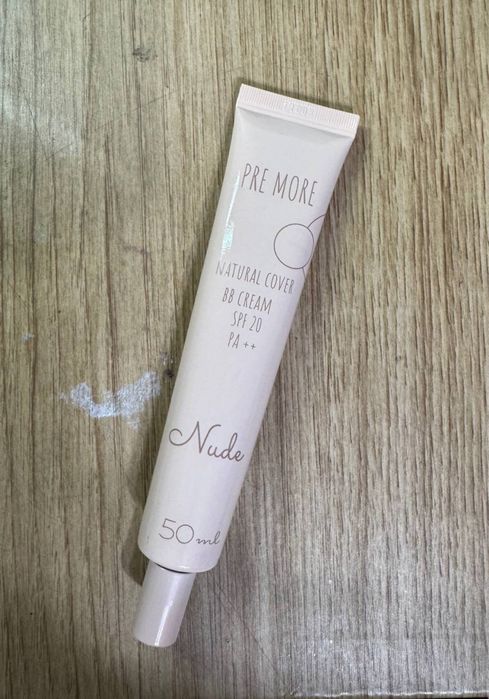 PRE MORE
NATURAL COVER
BB CREAM
SPF 20
PA ++
Nude
50ml